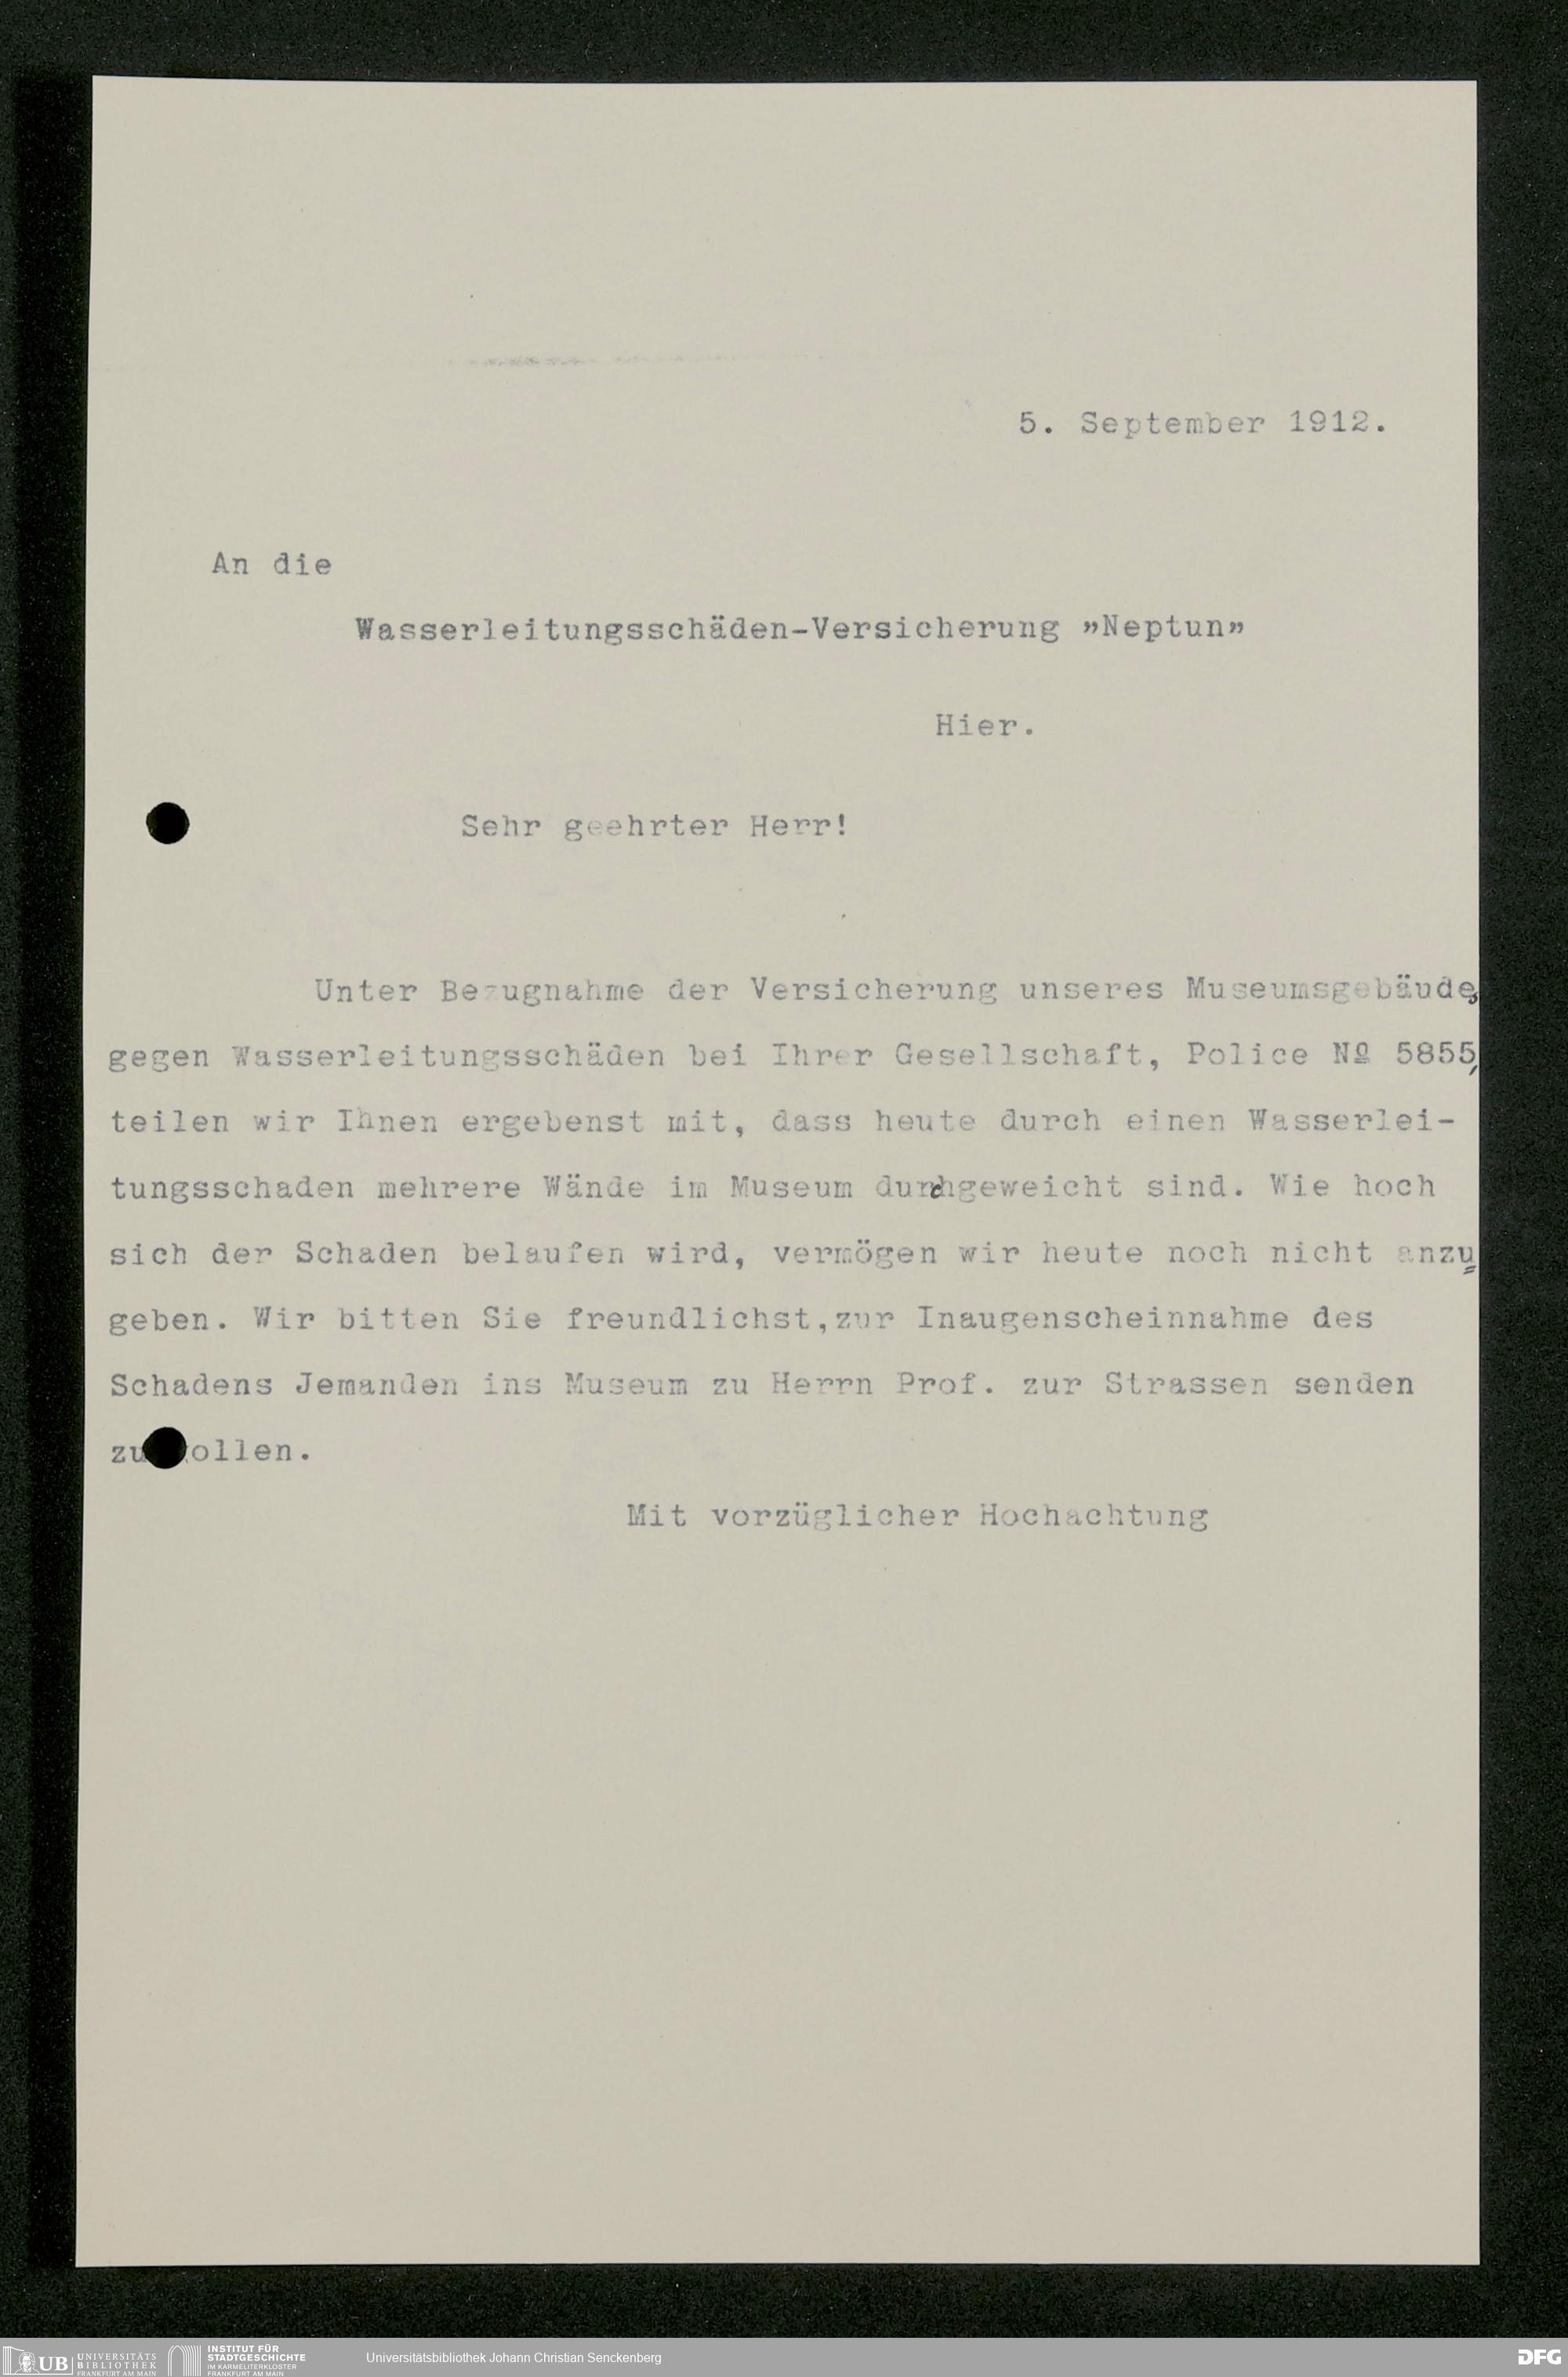 5. September 1912.
An die
Wasserleitungsschäden-Versicherung »Neptun»
Hier.
Sehr geehrter Herr!
Unter Bezugnahme der Versicherung unseres Museumsgebäudes
gegen Wasserleitungsschäden bei Ihrer Gesellschaft, Police Nº 5855,
teilen wir Ihnen ergebenst mit, dass heute durch einen Wasserlei-
tungsschaden mehrere Wände im Museum durchgeweicht sind. Wie hoch
sich der Schaden belaufen wird, vermögen wir heute noch nicht anzu=
geben. Wir bitten Sie freundlichst,zur Inaugenscheinnahme des
Schadens Jemanden ins Museum zu Herrn Prof. zur Strassen senden
zu wollen.
Mit vorzüglicher Hochachtung
UB UNIVERSITÄTS BIBLIOTHEK FRANKFURT AM MAIN
INSTITUT FÜR STADTGESCHICHTE IM KARMELITERKLOSTER FRANKFURT AM MAIN
Universitätsbibliothek Johann Christian Senckenberg
DFG